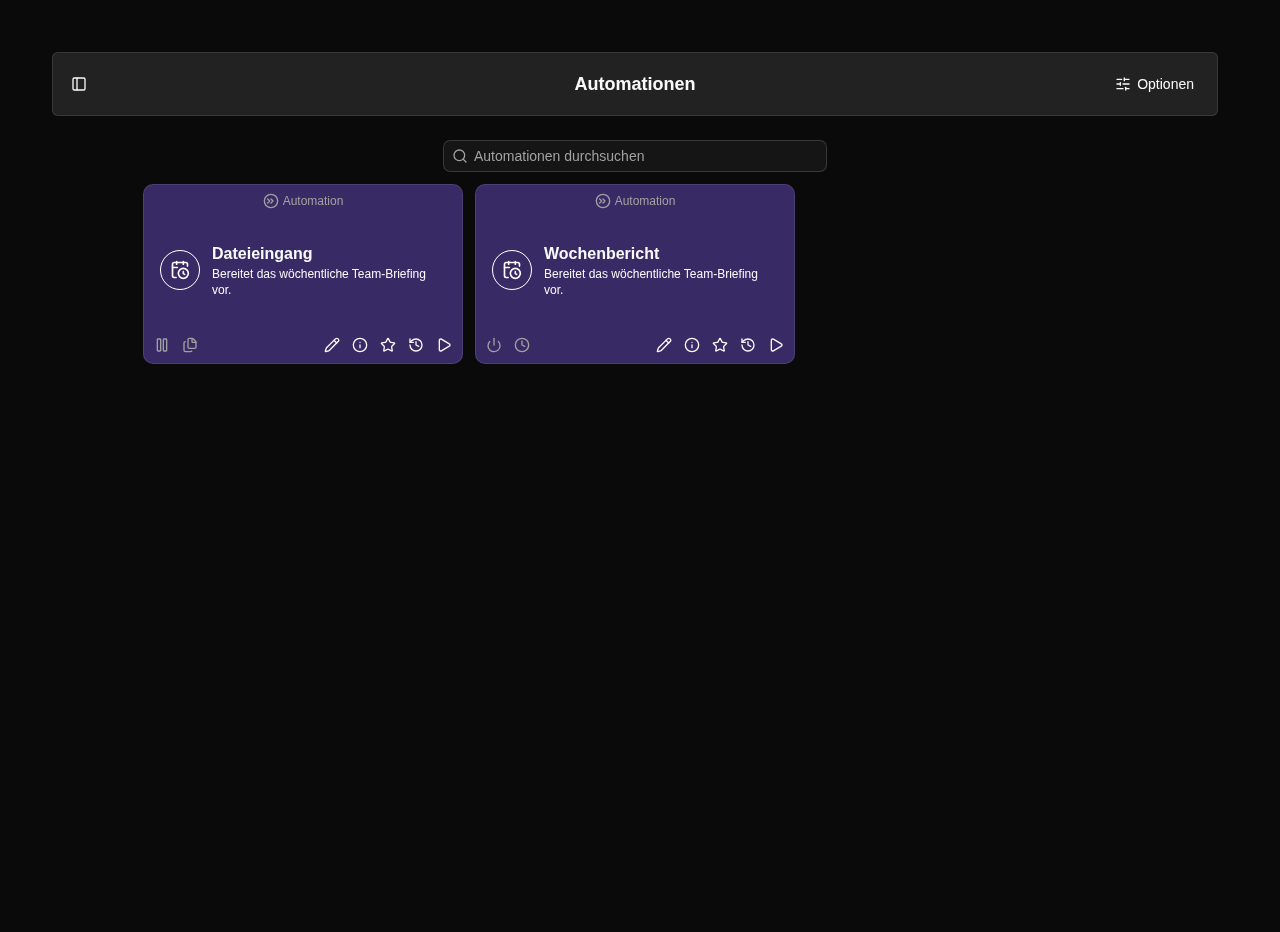 Automationen
Optionen
Automationen durchsuchen
Automation
Dateieingang
Bereitet das wöchentliche Team-Briefing
vor.
Automation
Wochenbericht
Bereitet das wöchentliche Team-Briefing
vor.